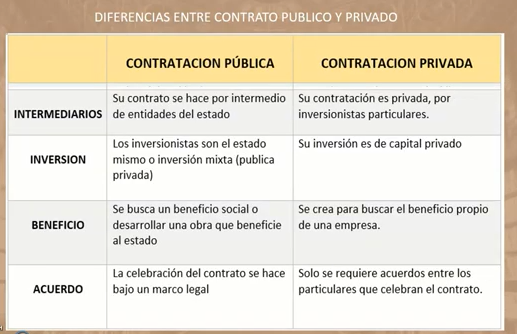 DIFERENCIAS ENTRE CONTRATO PUBLICO Y PRIVADO
CONTRATACION PÚBLICA
CONTRATACION PRIVADA
INTERMEDIARIOS
Su contrato se hace por intermedio
de entidades del estado
Su contratación es privada, por
inversionistas particulares.
INVERSION
Los inversionistas son el estado
mismo o inversión mixta (publica
privada)
Su inversión es de capital privado
BENEFICIO
Se busca un beneficio social o
desarrollar una obra que beneficie
al estado
Se crea para buscar el beneficio propio
de una empresa.
ACUERDO
La celebración del contrato se hace
bajo un marco legal
Solo se requiere acuerdos entre los
particulares que celebran el contrato.